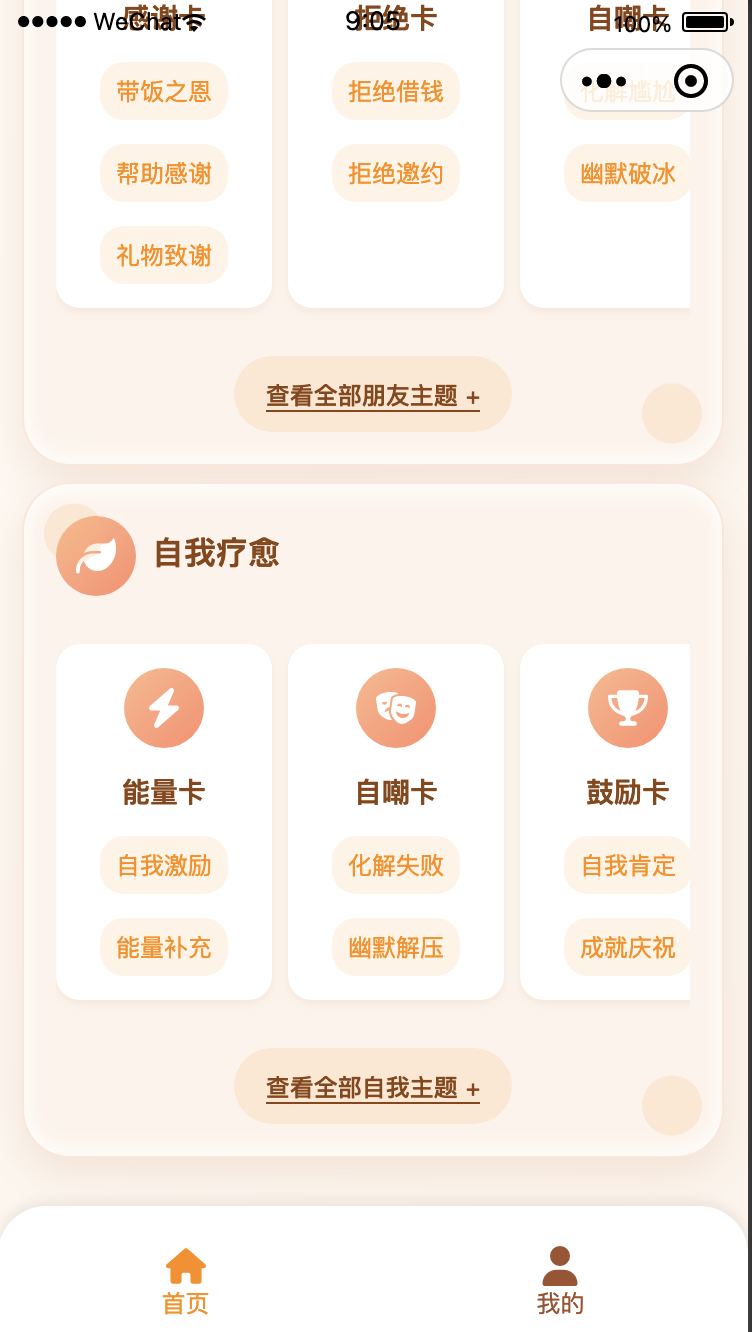 WeChat 9:05 100%
感谢卡 拒绝卡 自嘲卡
带饭之恩 拒绝借钱 化解尴尬
帮助感谢 拒绝邀约 幽默破冰
礼物致谢
查看全部朋友主题 +
自我疗愈
能量卡 自嘲卡 鼓励卡
自我激励 化解失败 自我肯定
能量补充 幽默解压 成就庆祝
查看全部自我主题 +
首页 我的